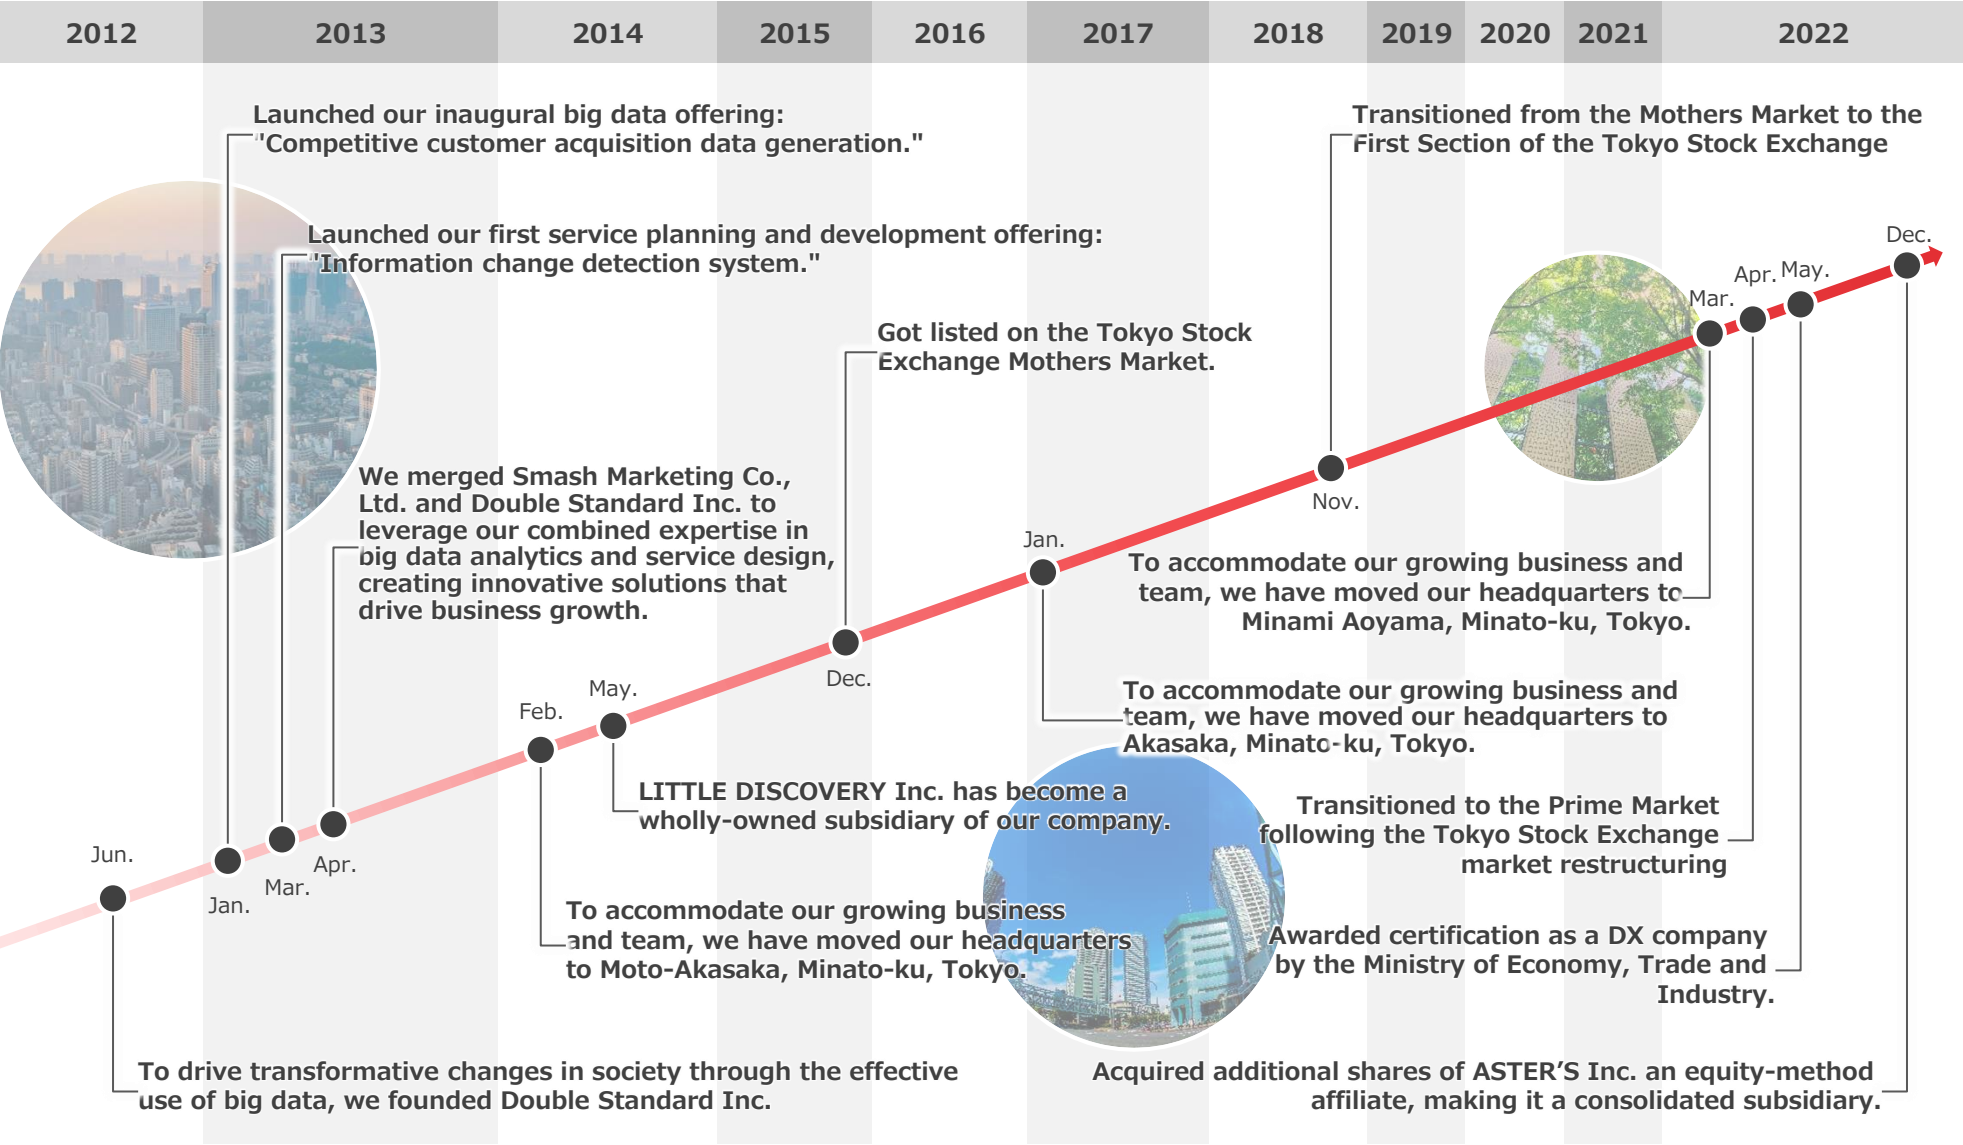 2012
2013
2014
2015
2016
2017
2018
2019
2020
2021
2022
Launched our inaugural big data offering:
"Competitive customer acquisition data generation."
Transitioned from the Mothers Market to the
First Section of the Tokyo Stock Exchange
Launched our first service planning and development offering:
"Information change detection system."
Dec.
Apr.
May.
Mar.
Got listed on the Tokyo Stock
Exchange Mothers Market.
We merged Smash Marketing Co.,
Ltd. and Double Standard Inc. to
leverage our combined expertise in
big data analytics and service design,
creating innovative solutions that
drive business growth.
Nov.
Jan.
To accommodate our growing business and
team, we have moved our headquarters to
Minami Aoyama, Minato-ku, Tokyo.
Dec.
May.
Feb.
To accommodate our growing business and
team, we have moved our headquarters to
Akasaka, Minato-ku, Tokyo.
LITTLE DISCOVERY Inc. has become a
wholly-owned subsidiary of our company.
Transitioned to the Prime Market
following the Tokyo Stock Exchange
market restructuring
Jun.
Apr.
Mar.
Jan.
To accommodate our growing business
and team, we have moved our headquarters
to Moto-Akasaka, Minato-ku, Tokyo.
Awarded certification as a DX company
by the Ministry of Economy, Trade and
Industry.
To drive transformative changes in society through the effective
use of big data, we founded Double Standard Inc.
Acquired additional shares of ASTER’S Inc. an equity-method
affiliate, making it a consolidated subsidiary.